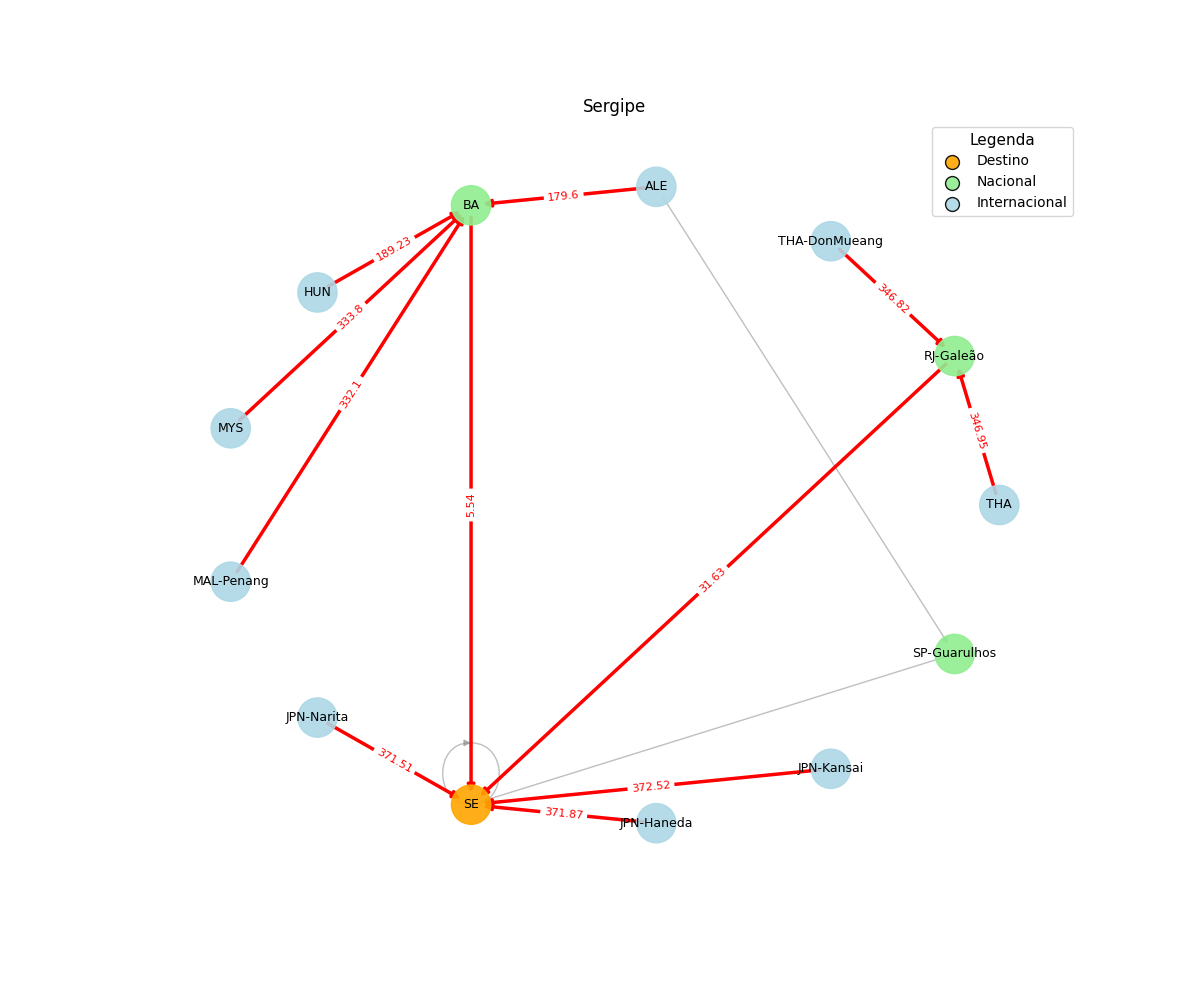 Sergipe
Legenda
Destino
Nacional
Internacional
ALE
BA
179.6
THA-DonMueang
189.23
HUN
346.82
333.8
RJ-Galeão
332.1
MYS
346.95
THA
5.54
31.63
MAL-Penang
SP-Guarulhos
JPN-Narita
371.51
JPN-Kansai
372.52
SE
371.87
JPN-Haneda